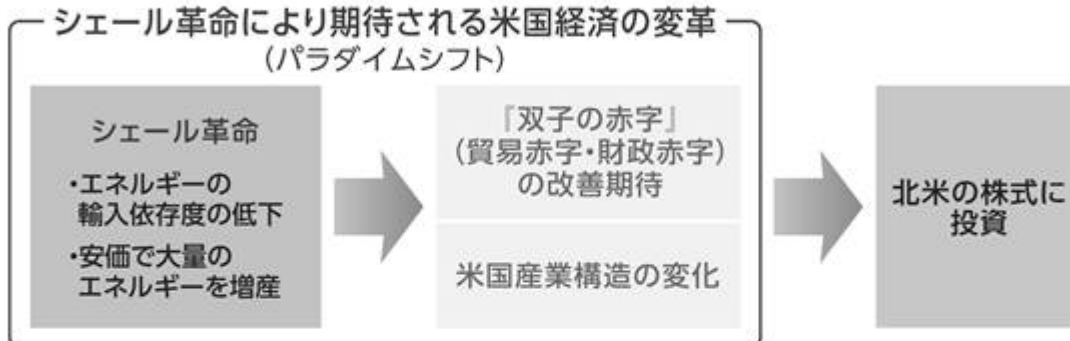 シェール革命により期待される米国経済の変革
(パラダイムシフト)
シェール革命
・エネルギーの
輸入依存度の低下
・安価で大量の
エネルギーを増産
『双子の赤字』
(貿易赤字・財政赤字)
の改善期待
米国産業構造の変化
北米の株式に
投資